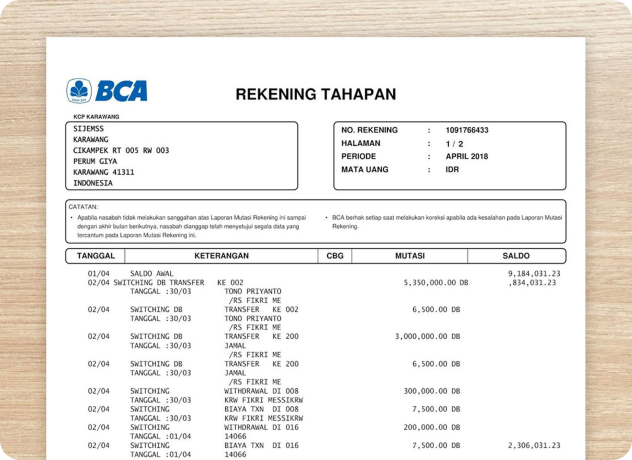 BCA
REKENING TAHAPAN
KCP KARAWANG
SIJEMSS
KARAWANG
CIKAMPEK RT 005 RW 003
PERUM GIYA
KARAWANG 41311
INDONESIA
NO. REKENING : 1091766433
HALAMAN : 1 / 2
PERIODE : APRIL 2018
MATA UANG : IDR
CATATAN:
• Apabila nasabah tidak melakukan sanggahan atas Laporan Mutasi Rekening ini sampai
dengan akhir bulan berikutnya, nasabah dianggap telah menyetujui segala data yang
tercantum pada Laporan Mutasi Rekening ini.
• BCA berhak setiap saat melakukan koreksi apabila ada kesalahan pada Laporan Mutasi
Rekening.
TANGGAL KETERANGAN CBG MUTASI SALDO
01/04 SALDO AWAL 9,184,031.23
02/04 SWITCHING DB TRANSFER KE 002 5,350,000.00 DB ,834,031.23
TANGGAL :30/03 TONO PRIYANTO
/RS FIKRI ME
02/04 SWITCHING DB TRANSFER KE 002 6,500.00 DB
TANGGAL :30/03 TONO PRIYANTO
/RS FIKRI ME
02/04 SWITCHING DB TRANSFER KE 200 3,000,000.00 DB
TANGGAL :30/03 JAMAL
/RS FIKRI ME
02/04 SWITCHING DB TRANSFER KE 200 6,500.00 DB
TANGGAL :30/03 JAMAL
/RS FIKRI ME
02/04 SWITCHING WITHDRAWAL DI 008 300,000.00 DB
TANGGAL :30/03 KRW FIKRI MESSIKRW
02/04 SWITCHING BIAYA TXN DI 008 7,500.00 DB
TANGGAL :30/03 KRW FIKRI MESSIKRW
02/04 SWITCHING WITHDRAWAL DI 016 200,000.00 DB
TANGGAL :01/04 14066
02/04 SWITCHING BIAYA TXN DI 016 7,500.00 DB 2,306,031.23
TANGGAL :01/04 14066